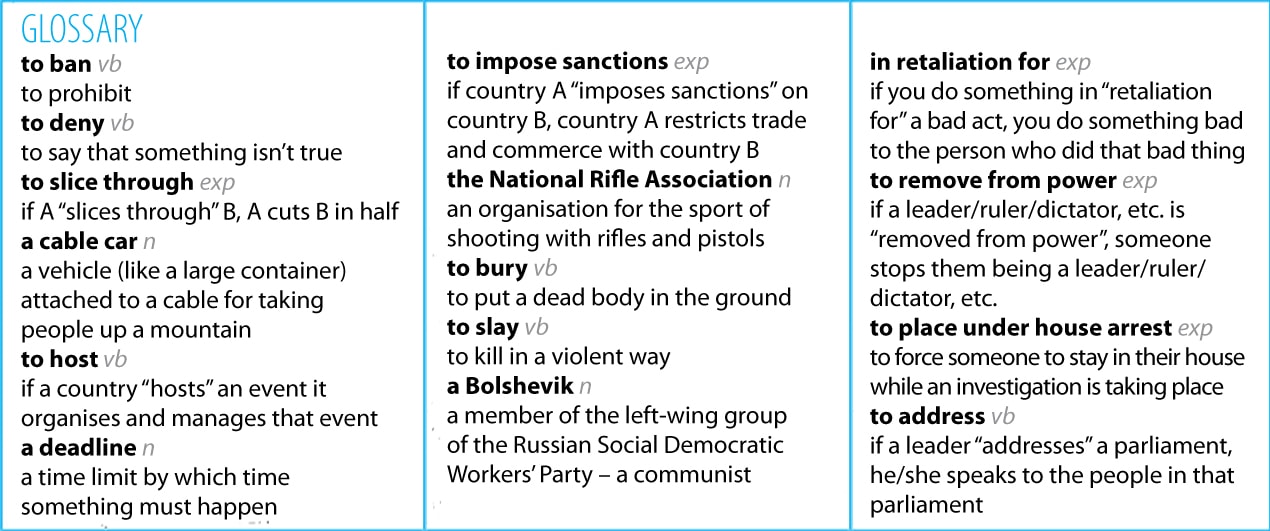 GLOSSARY
to ban vb
to prohibit
to deny vb
to say that something isn’t true
to slice through exp
if A “slices through” B, A cuts B in half
a cable car n
a vehicle (like a large container)
attached to a cable for taking
people up a mountain
to host vb
if a country “hosts” an event it
organises and manages that event
a deadline n
a time limit by which time
something must happen
to impose sanctions exp
if country A “imposes sanctions” on
country B, country A restricts trade
and commerce with country B
the National Rifle Association n
an organisation for the sport of
shooting with rifles and pistols
to bury vb
to put a dead body in the ground
to slay vb
to kill in a violent way
a Bolshevik n
a member of the left-wing group
of the Russian Social Democratic
Workers’ Party – a communist
in retaliation for exp
if you do something in “retaliation
for” a bad act, you do something bad
to the person who did that bad thing
to remove from power exp
if a leader/ruler/dictator, etc. is
“removed from power”, someone
stops them being a leader/ruler/
dictator, etc.
to place under house arrest exp
to force someone to stay in their house
while an investigation is taking place
to address vb
if a leader “addresses” a parliament,
he/she speaks to the people in that
parliament